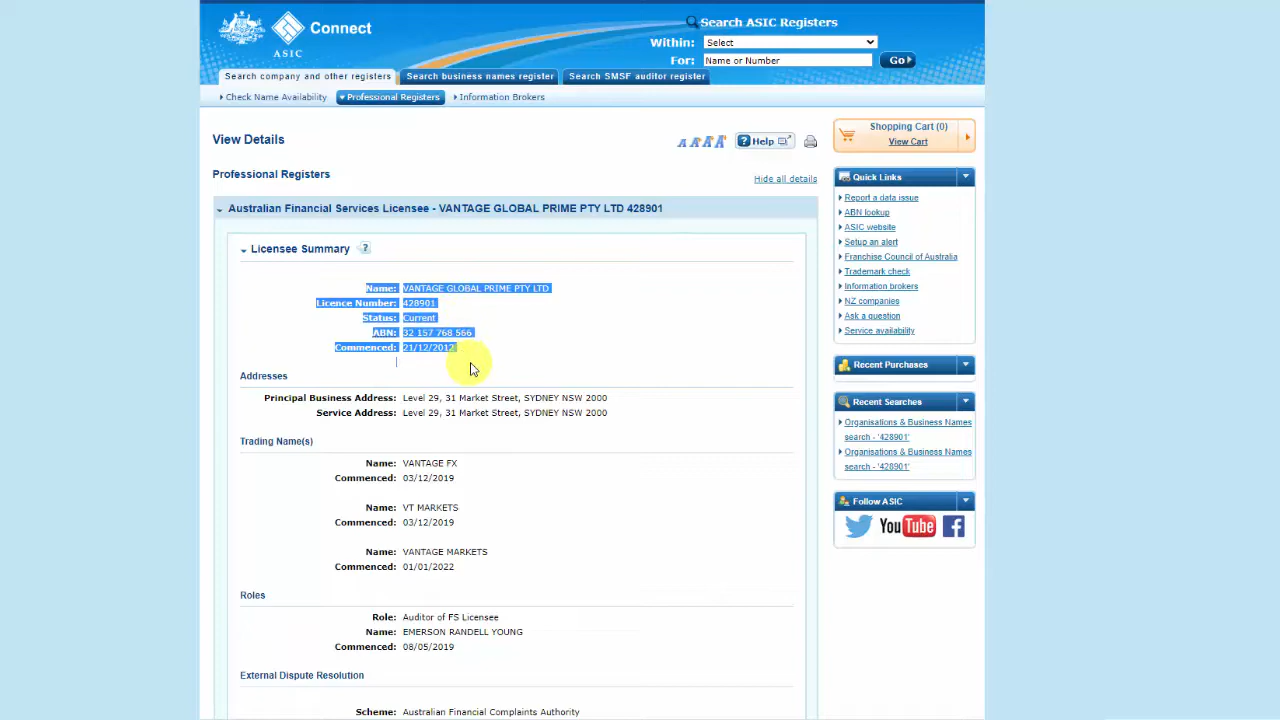 ASIC
Connect
Search ASIC Registers
Within: Select
For: Name or Number Go
Search company and other registers Search business names register Search SMSF auditor register
Check Name Availability Professional Registers Information Brokers
View Details
A A A A Help
Shopping Cart (0)
View Cart
Professional Registers
Hide all details
Australian Financial Services Licensee - VANTAGE GLOBAL PRIME PTY LTD 428901
Licensee Summary ?
Name: VANTAGE GLOBAL PRIME PTY LTD
Licence Number: 428901
Status: Current
ABN: 32 157 768 566
Commenced: 21/12/2012
Addresses
Principal Business Address: Level 29, 31 Market Street, SYDNEY NSW 2000
Service Address: Level 29, 31 Market Street, SYDNEY NSW 2000
Trading Name(s)
Name: VANTAGE FX
Commenced: 03/12/2019
Name: VT MARKETS
Commenced: 03/12/2019
Name: VANTAGE MARKETS
Commenced: 01/01/2022
Roles
Role: Auditor of FS Licensee
Name: EMERSON RANDELL YOUNG
Commenced: 08/05/2019
External Dispute Resolution
Scheme: Australian Financial Complaints Authority
Quick Links
Report a data issue
ABN lookup
ASIC website
Setup an alert
Franchise Council of Australia
Trademark check
Information brokers
NZ companies
Ask a question
Service availability
Recent Purchases
Recent Searches
Organisations & Business Names
search - '428901'
Organisations & Business Names
search - '428901'
Follow ASIC
YouTube